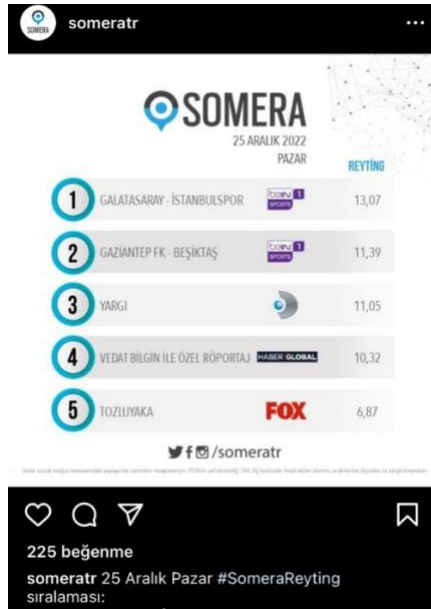 someratr
SOMERA
SOMERA
25 ARALIK 2022
PAZAR
REYTİNG
1 GALATASARAY - İSTANBULSPOR beIN SPORTS 1 13,07
2 GAZİANTEP FK - BEŞİKTAŞ beIN SPORTS 1 11,39
3 YARGI 11,05
4 VEDAT BİLGİN İLE ÖZEL RÖPORTAJ HABER GLOBAL 10,32
5 TOZLUYAKA FOX 6,87
/someratr
225 beğenme
someratr 25 Aralık Pazar #SomeraReyting
sıralaması: